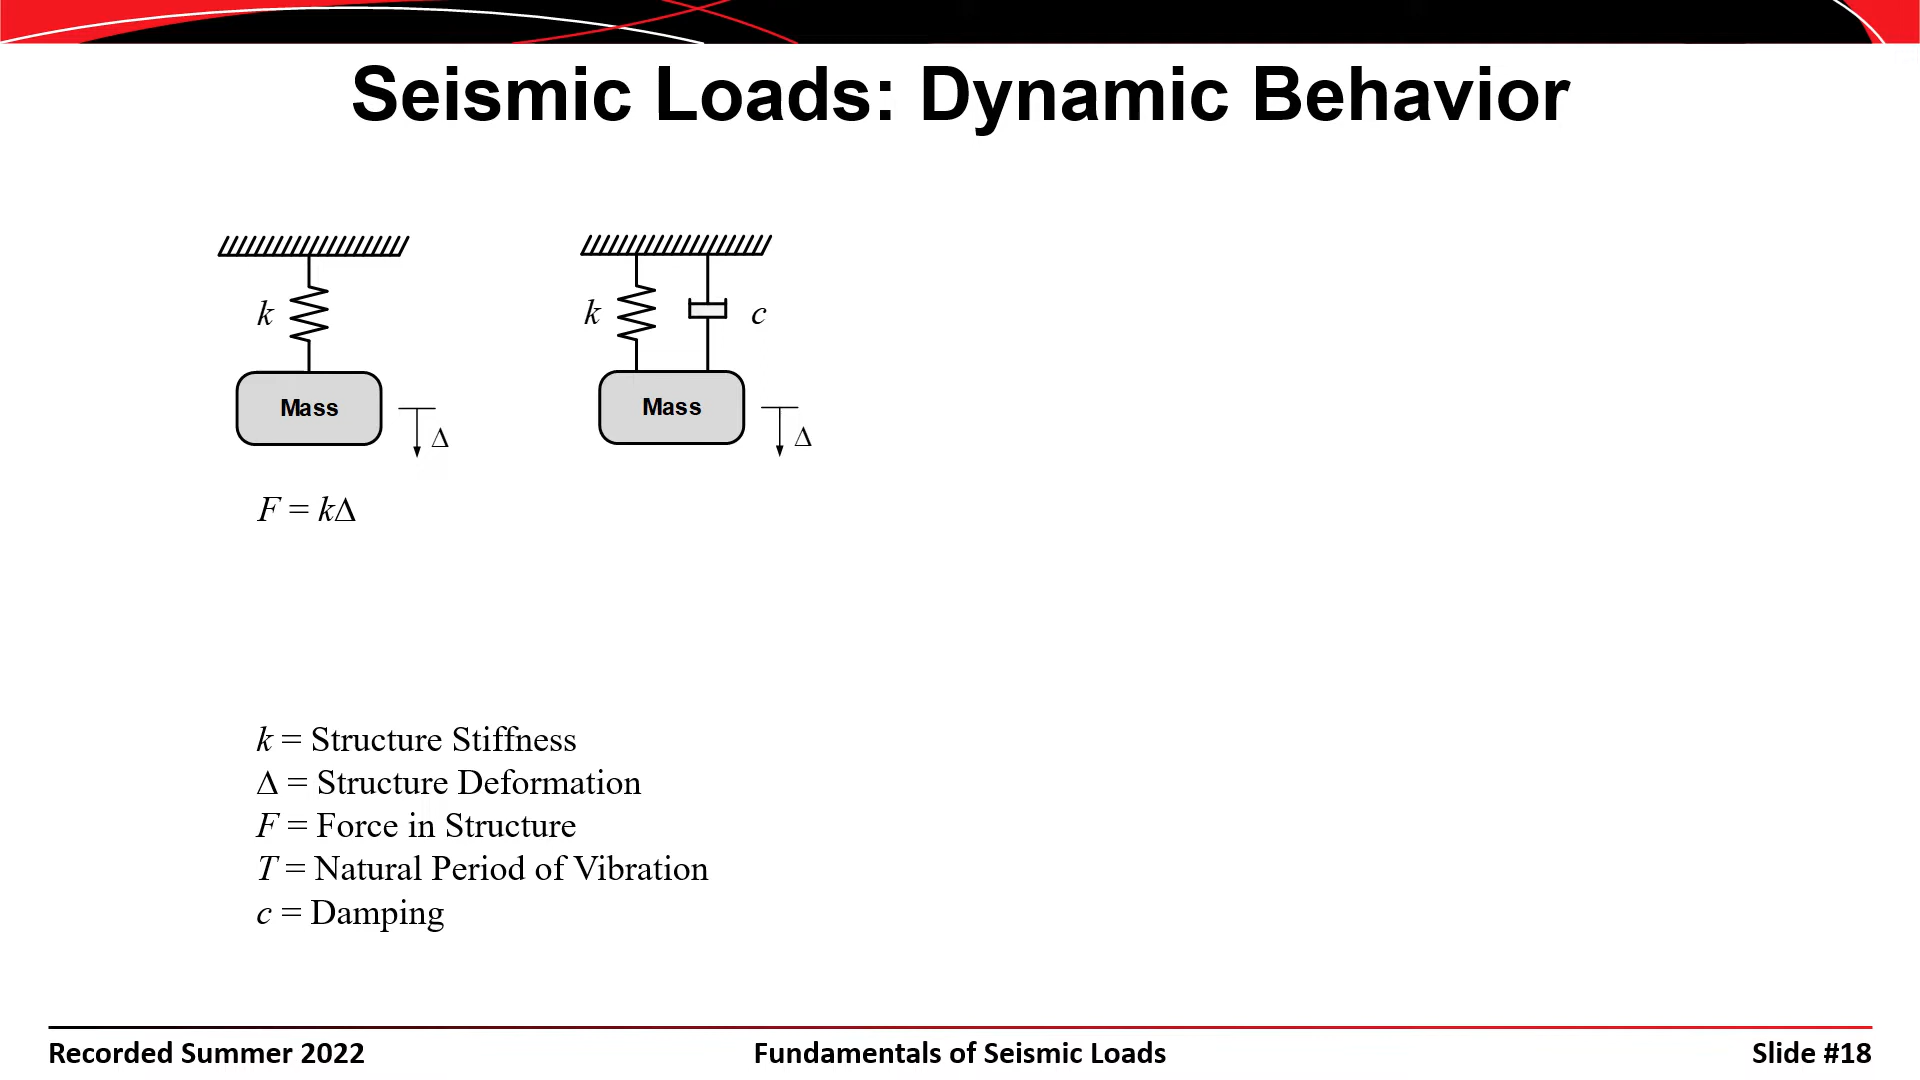 Seismic Loads: Dynamic Behavior
k
Mass
Δ
F = kΔ
k
c
Mass
Δ
k = Structure Stiffness
Δ = Structure Deformation
F = Force in Structure
T = Natural Period of Vibration
c = Damping
Recorded Summer 2022
Fundamentals of Seismic Loads
Slide #18